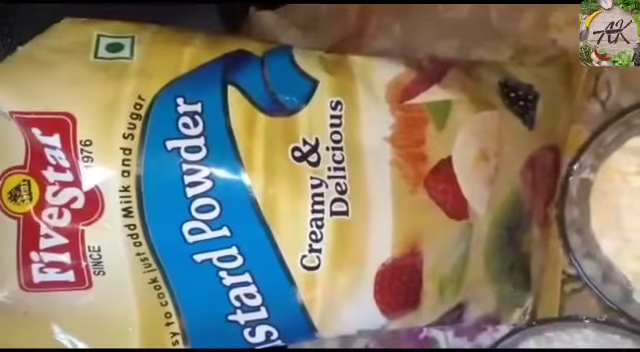 FiveStar
SINCE 1976
sy to cook just add Milk and Sugar
stard Powder
Creamy &
Delicious
AK